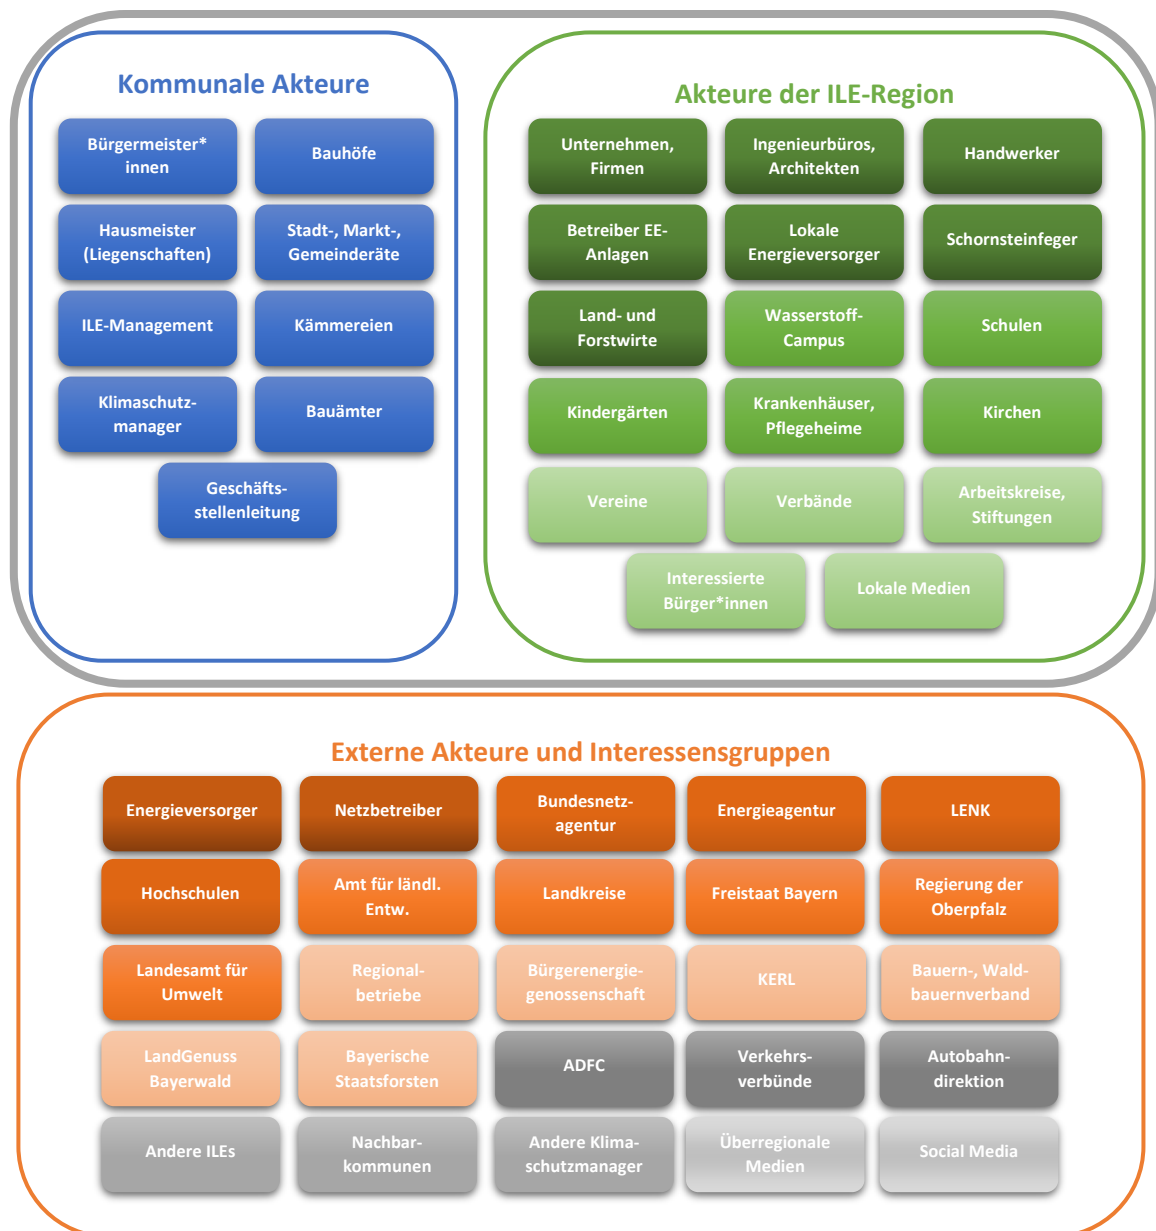 Kommunale Akteure
Bürgermeister*
innen
Bauhöfe
Hausmeister
(Liegenschaften)
Stadt-, Markt-,
Gemeinderäte
ILE-Management
Kämmereien
Klimaschutz-
manager
Bauämter
Geschäfts-
stellenleitung
Akteure der ILE-Region
Unternehmen,
Firmen
Ingenieurbüros,
Architekten
Handwerker
Betreiber EE-
Anlagen
Lokale
Energieversorger
Schornsteinfeger
Land- und
Forstwirte
Wasserstoff-
Campus
Schulen
Kindergärten
Krankenhäuser,
Pflegeheime
Kirchen
Vereine
Verbände
Arbeitskreise,
Stiftungen
Interessierte
Bürger*innen
Lokale Medien
Externe Akteure und Interessensgruppen
Energieversorger
Netzbetreiber
Bundesnetz-
agentur
Energieagentur
LENK
Hochschulen
Amt für ländl.
Entw.
Landkreise
Freistaat Bayern
Regierung der
Oberpfalz
Landesamt für
Umwelt
Regional-
betriebe
Bürgerenergie-
genossenschaft
KERL
Bauern-, Wald-
bauernverband
LandGenuss
Bayerwald
Bayerische
Staatsforsten
ADFC
Verkehrs-
verbünde
Autobahn-
direktion
Andere ILEs
Nachbar-
kommunen
Andere Klima-
schutzmanager
Überregionale
Medien
Social Media